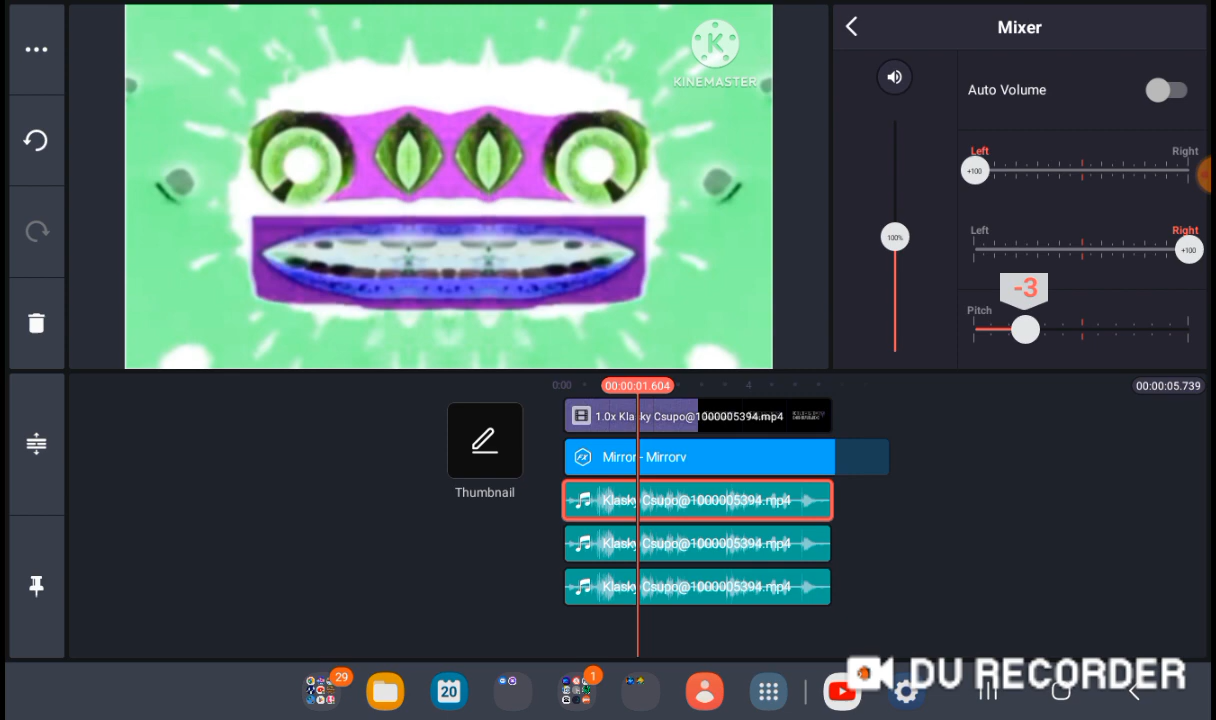 Mixer
KINEMASTER
Auto Volume
Left
Right
+100
Left
Right
+100
100%
-3
Pitch
0:00
00:00:01.604
4
00:00:05.739
1.0x Klasky Csupo@1000005394.mp4
Mirror - Mirrorv
Thumbnail
Klasky Csupo@1000005394.mp4
Klasky Csupo@1000005394.mp4
Klasky Csupo@1000005394.mp4
29
20
1
DU RECORDER